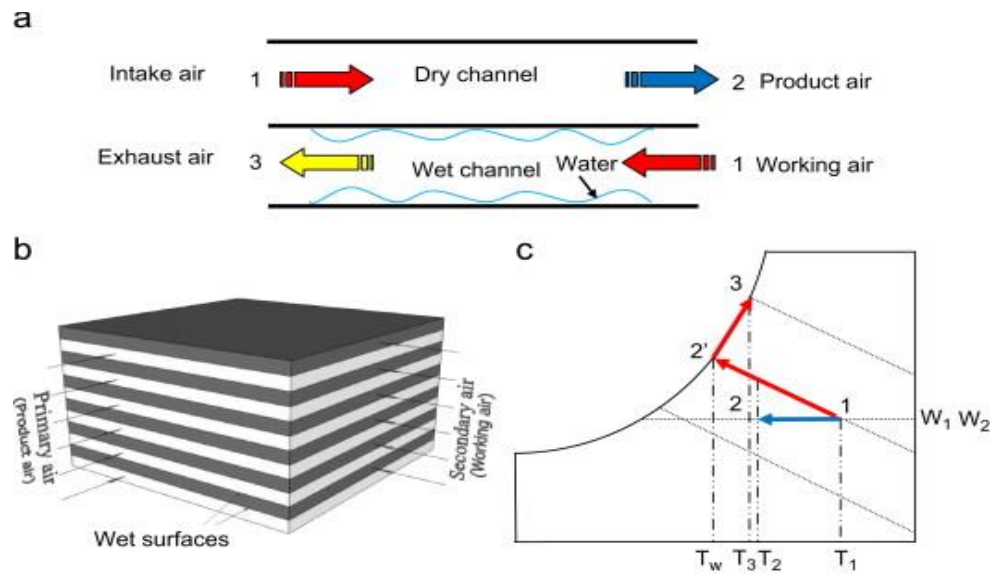 a
Intake air 1 Dry channel 2 Product air
Exhaust air 3 Wet channel Water 1 Working air
b
Primary air
(Product air)
Secondary air
(Working air)
Wet surfaces
c
3
2'
2 1 W1 W2
Tw T3 T2 T1